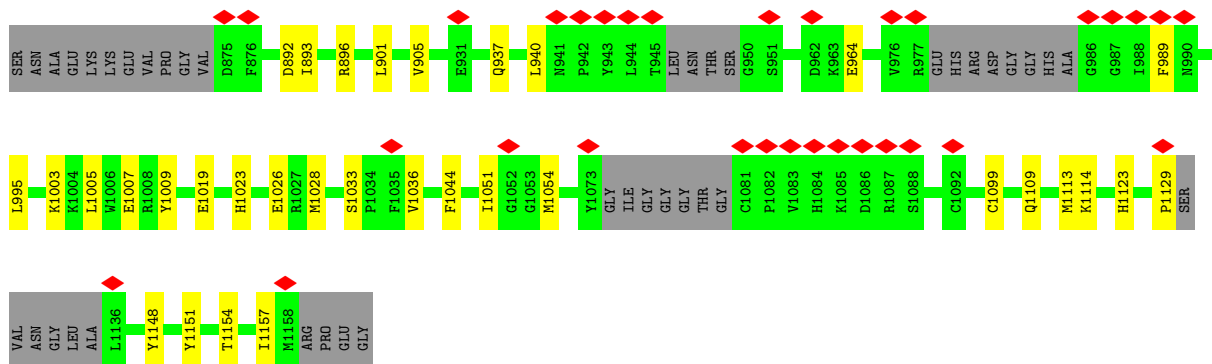 SER ASN ALA GLU LYS LYS GLU VAL PRO GLY VAL D875 F876 D892 I893 R896 L901 V905 E931 Q937 L940 N941 P942 Y943 L944 T945 LEU ASN THR SER G950 S951 D962 K963 E964 V976 R977 GLU HIS ARG ASP GLY GLY HIS ALA G986 G987 I988 F989 N990
L995 K1003 K1004 L1005 W1006 E1007 R1008 Y1009 E1019 H1023 E1026 R1027 M1028 S1033 P1034 F1035 V1036 F1044 I1051 G1052 G1053 M1054 Y1073 GLY ILE GLY GLY GLY THR GLY C1081 P1082 V1083 H1084 K1085 D1086 R1087 S1088 C1092 C1099 Q1109 M1113 K1114 H1123 P1129 SER
VAL ASN GLY LEU ALA L1136 Y1148 Y1151 T1154 I1157 M1158 ARG PRO GLU GLY